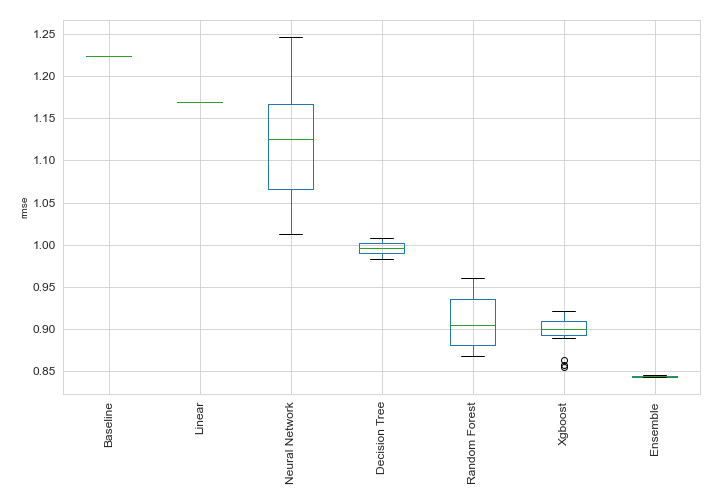 1.25
1.20
1.15
1.10
1.05
1.00
0.95
0.90
0.85
rmse
Baseline
Linear
Neural Network
Decision Tree
Random Forest
Xgboost
Ensemble